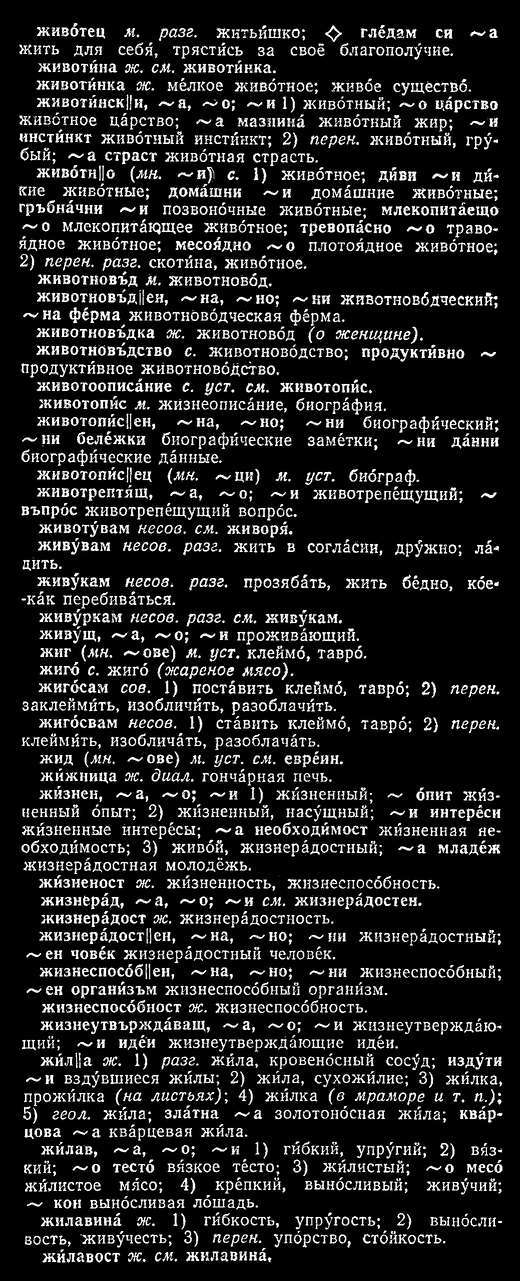 живо́тец м. разг. житьи́шко; ◇ гле́дам си ~а
жить для себя, трясти́сь за своё благополу́чие.
живо́тина ж. см. живо́тинка.
живо́тинка ж. ме́лкое живо́тное; живо́е существо́.
живо́тинск||и, ~а, ~о; ~и 1) живо́тный; ~о ца́рство
живо́тное ца́рство; ~а мазнина́ живо́тный жир; ~и
инсти́нкт живо́тный инсти́нкт; 2) перен. живо́тный, гру́-
бый; ~а страст живо́тная страсть.
живо́тн||о (мн. ~и) с. 1) живо́тное; ди́ви ~и ди́-
кие живо́тные; дома́шни ~и дома́шние живо́тные;
гръбна́чни ~и позвоно́чные живо́тные; млекопита́ещо
~о млекопита́ющее живо́тное; тревопа́сно ~о траво-
я́дное живо́тное; месоя́дно ~о плотоя́дное живо́тное;
2) перен. разг. скоти́на, живо́тное.
животновъ́д м. животново́д.
животновъ́д||ен, ~на, ~но; ~ни животново́дческий;
~на фе́рма животново́дческая фе́рма.
животновъ́дка ж. животново́д (о женщине).
животновъ́дство с. животново́дство; продукти́вно ~
продукти́вное животново́дство.
животоописа́ние с. уст. см. животопи́с.
животопи́с м. жизнеописа́ние, биогра́фия.
животопи́с||ен, ~на, ~но; ~ни биографи́ческий;
~ни беле́жки биографи́ческие заме́тки; ~ни да́нни
биографи́ческие да́нные.
животопи́с||ец (мн. ~ци) м. уст. био́граф.
животрептя́щ, ~а, ~о; ~и животрепе́щущий; ~
въпро́с животрепе́щущий вопро́с.
животу́вам несов. см. живоря́.
живу́вам несов. разг. жить в согла́сии, дру́жно; ла́-
дить.
живу́кам несов. разг. прозяба́ть, жить бе́дно, ко́е-
-ка́к перебива́ться.
живу́ркам несов. разг. см. живу́кам.
живу́щ, ~а, ~о; ~и прожива́ющий.
жиг (мн. ~ове) м. уст. клеймо́, тавро́.
жиго́ с. жиго́ (жареное мясо).
жиго́сам сов. 1) поста́вить клеймо́, тавро́; 2) перен.
заклейми́ть, изобличи́ть, разоблачи́ть.
жиго́свам несов. 1) ста́вить клеймо́, тавро́; 2) перен.
клейми́ть, изоблича́ть, разоблача́ть.
жид (мн. ~ове) м. уст. см. евре́ин.
жи́жница ж. диал. гонча́рная печь.
жи́знен, ~а, ~о; ~и 1) жи́зненный; ~ о́пит жи́з-
ненный о́пыт; 2) жи́зненный, насу́щный; ~и интере́си
жи́зненные интере́сы; ~а необходи́мост жи́зненная не-
обходи́мость; 3) живо́й, жизнера́достный; ~а младе́ж
жизнера́достная молодёжь.
жи́зненост ж. жи́зненность, жизнеспосо́бность.
жизнера́д, ~а, ~о; ~и см. жизнера́достен.
жизнера́дост ж. жизнера́достность.
жизнера́дост||ен, ~на, ~но; ~ни жизнера́достный;
~ен чове́к жизнера́достный челове́к.
жизнеспосо́б||ен, ~на, ~но; ~ни жизнеспосо́бный;
~ен органи́зъм жизнеспосо́бный органи́зм.
жизнеспосо́бност ж. жизнеспосо́бность.
жизнеутвържда́ващ, ~а, ~о; ~и жизнеутвержда́ю-
щий; ~и иде́и жизнеутвержда́ющие иде́и.
жи́л||а ж. 1) разг. жи́ла, кровено́сный сосу́д; изду́ти
~и взду́вшиеся жи́лы; 2) жи́ла, сухожи́лие; 3) жи́лка,
прожи́лка (на листьях); 4) жи́лка (в мраморе и т. п.);
5) геол. жи́ла; зла́тна ~а золотоно́сная жи́ла; ква́р-
цова ~а ква́рцевая жи́ла.
жи́лав, ~а, ~о; ~и 1) ги́бкий, упру́гий; 2) вя́з-
кий; ~о тесто́ вя́зкое те́сто; 3) жи́листый; ~о месо́
жи́листое мя́со; 4) кре́пкий, выно́сливый; живу́чий;
~ кон выно́сливая ло́шадь.
жилавина́ ж. 1) ги́бкость, упру́гость; 2) выно́сли-
вость, живу́честь; 3) перен. упо́рство, сто́йкость.
жи́лавост ж. см. жилавина́.